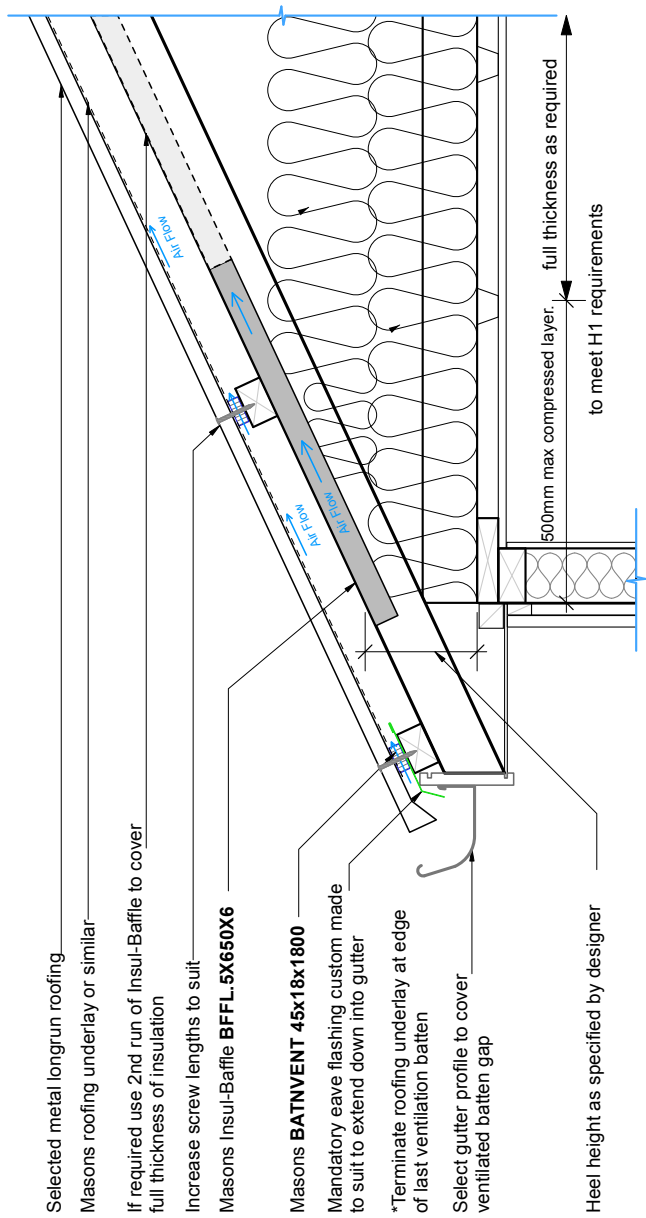 Selected metal longrun roofing
Masons roofing underlay or similar
If required use 2nd run of Insul-Baffle to cover
full thickness of insulation
Increase screw lengths to suit
Masons Insul-Baffle BFFL.5X650X6
Masons BATNVENT 45x18x1800
Mandatory eave flashing custom made
to suit to extend down into gutter
*Terminate roofing underlay at edge
of last ventilation batten
Select gutter profile to cover
ventilated batten gap
Heel height as specified by designer
Air Flow
Air Flow
Air Flow
Air Flow
500mm max compressed layer.
full thickness as required
to meet H1 requirements